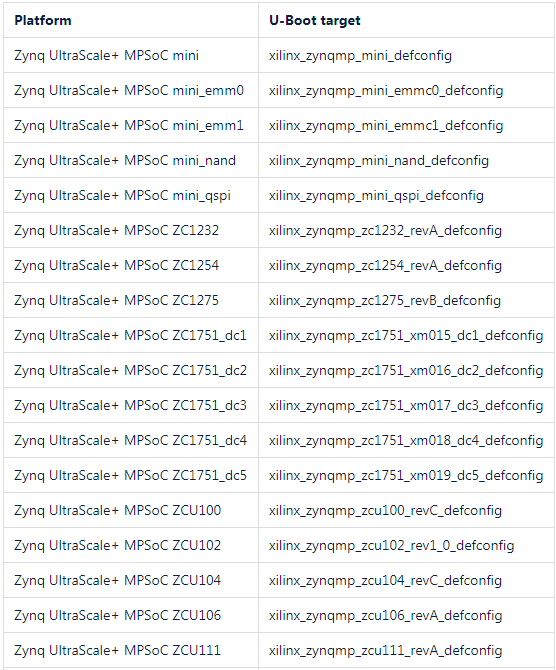 Platform U-Boot target
Zynq UltraScale+ MPSoC mini xilinx_zynqmp_mini_defconfig
Zynq UltraScale+ MPSoC mini_emm0 xilinx_zynqmp_mini_emmc0_defconfig
Zynq UltraScale+ MPSoC mini_emm1 xilinx_zynqmp_mini_emmc1_defconfig
Zynq UltraScale+ MPSoC mini_nand xilinx_zynqmp_mini_nand_defconfig
Zynq UltraScale+ MPSoC mini_qspi xilinx_zynqmp_mini_qspi_defconfig
Zynq UltraScale+ MPSoC ZC1232 xilinx_zynqmp_zc1232_revA_defconfig
Zynq UltraScale+ MPSoC ZC1254 xilinx_zynqmp_zc1254_revA_defconfig
Zynq UltraScale+ MPSoC ZC1275 xilinx_zynqmp_zc1275_revB_defconfig
Zynq UltraScale+ MPSoC ZC1751_dc1 xilinx_zynqmp_zc1751_xm015_dc1_defconfig
Zynq UltraScale+ MPSoC ZC1751_dc2 xilinx_zynqmp_zc1751_xm016_dc2_defconfig
Zynq UltraScale+ MPSoC ZC1751_dc3 xilinx_zynqmp_zc1751_xm017_dc3_defconfig
Zynq UltraScale+ MPSoC ZC1751_dc4 xilinx_zynqmp_zc1751_xm018_dc4_defconfig
Zynq UltraScale+ MPSoC ZC1751_dc5 xilinx_zynqmp_zc1751_xm019_dc5_defconfig
Zynq UltraScale+ MPSoC ZCU100 xilinx_zynqmp_zcu100_revC_defconfig
Zynq UltraScale+ MPSoC ZCU102 xilinx_zynqmp_zcu102_rev1_0_defconfig
Zynq UltraScale+ MPSoC ZCU104 xilinx_zynqmp_zcu104_revC_defconfig
Zynq UltraScale+ MPSoC ZCU106 xilinx_zynqmp_zcu106_revA_defconfig
Zynq UltraScale+ MPSoC ZCU111 xilinx_zynqmp_zcu111_revA_defconfig